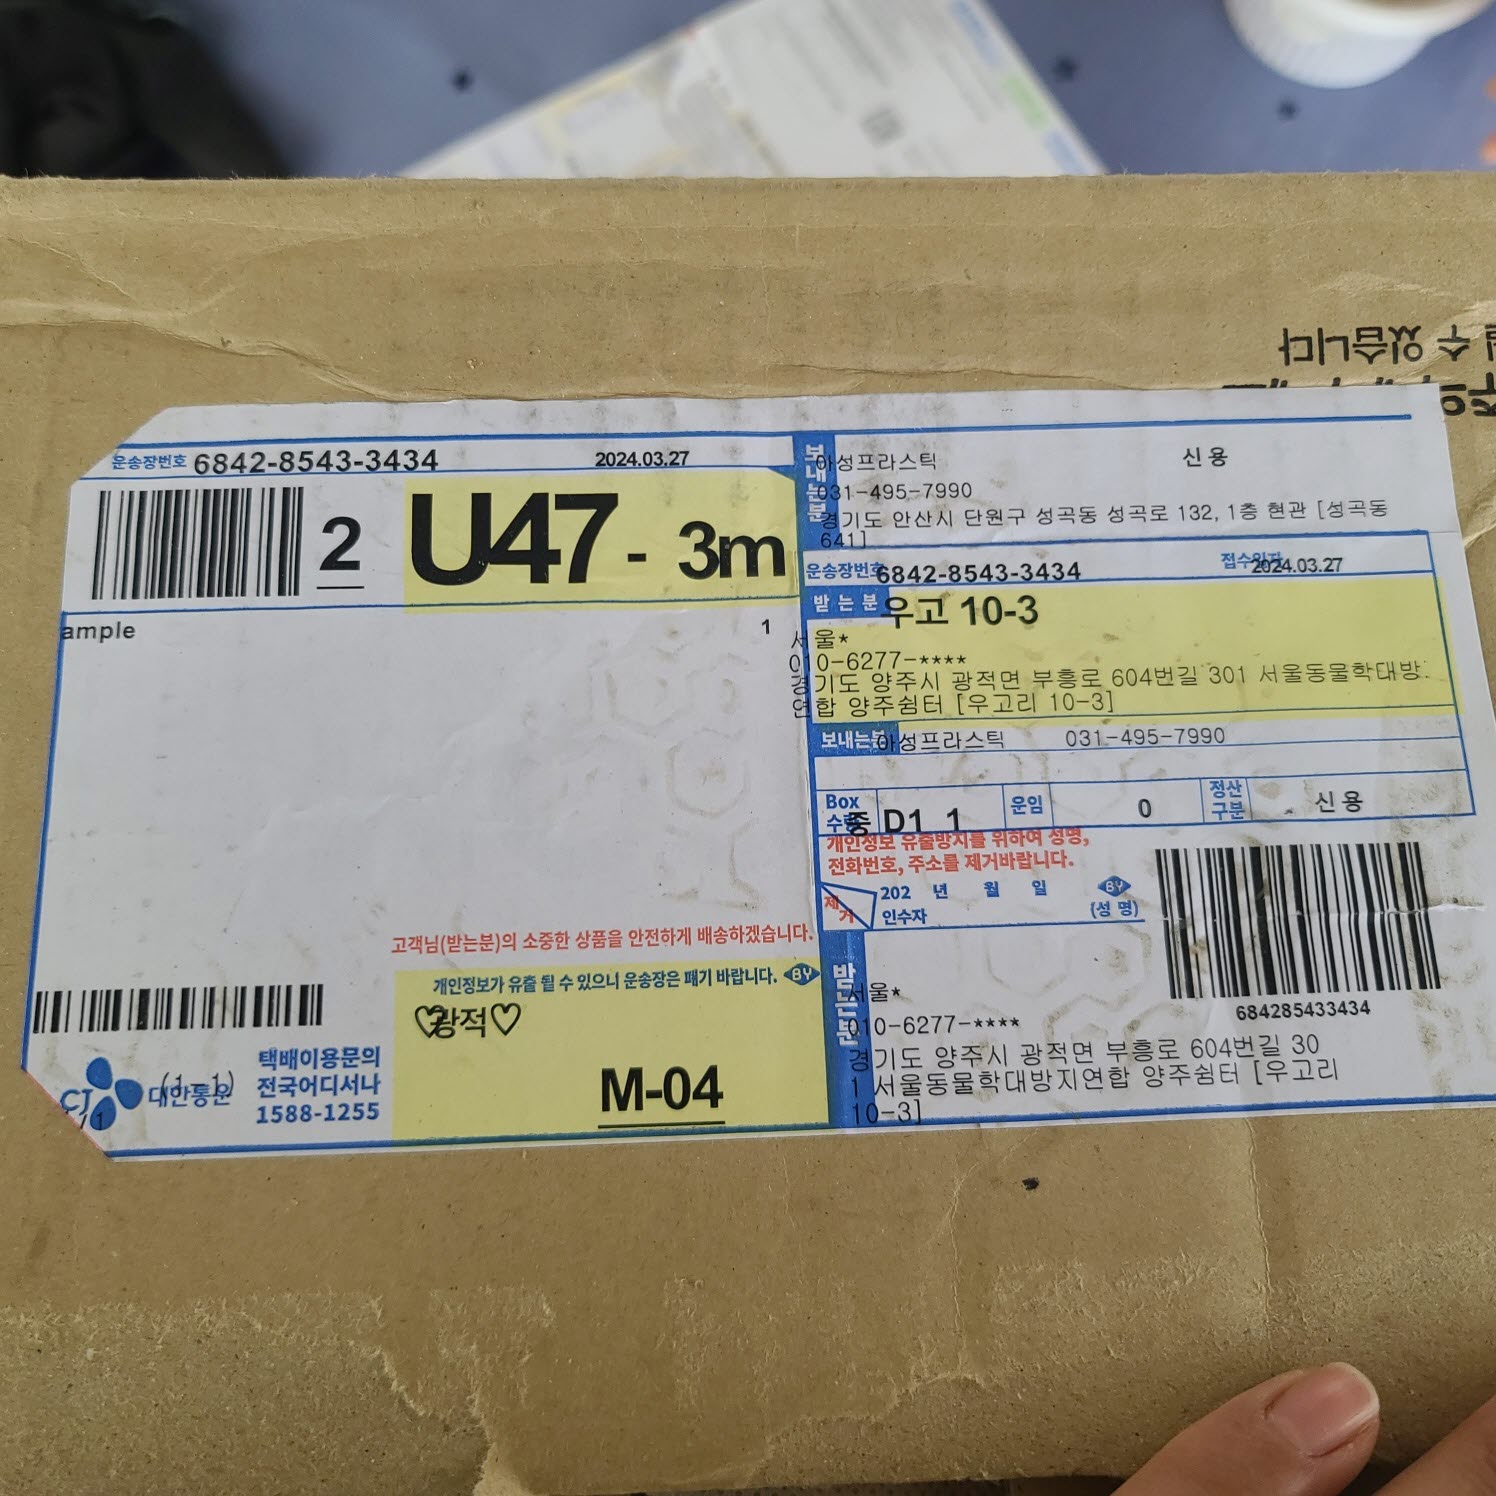 수 있습니다
운송장번호 6842-8543-3434 2024.03.27
2 U47 - 3m
ample 1
고객님(받는분)의 소중한 상품을 안전하게 배송하겠습니다.
개인정보가 유출 될 수 있으니 운송장은 폐기 바랍니다. BY
♡광적♡
M-04
CJ 대한통운 (1-1)
택배이용문의
전국어디서나
1588-1255
보내는분 아성프라스틱 신용
031-495-7990
경기도 안산시 단원구 성곡동 성곡로 132, 1층 현관 [성곡동
641]
운송장번호 6842-8543-3434 접수일자 2024.03.27
받는분 우고 10-3
서울*
010-6277-****
경기도 양주시 광적면 부흥로 604번길 301 서울동물학대방
연합 양주쉼터 [우고리 10-3]
보내는분 아성프라스틱 031-495-7990
Box 수량 중 D1 1 운임 0 정산 구분 신용
개인정보 유출방지를 위하여 성명,
전화번호, 주소를 제거바랍니다.
제거
202 년 월 일 BY
인수자 (성명)
684285433434
받는분
서울*
010-6277-****
경기도 양주시 광적면 부흥로 604번길 30
1 서울동물학대방지연합 양주쉼터 [우고리
10-3]